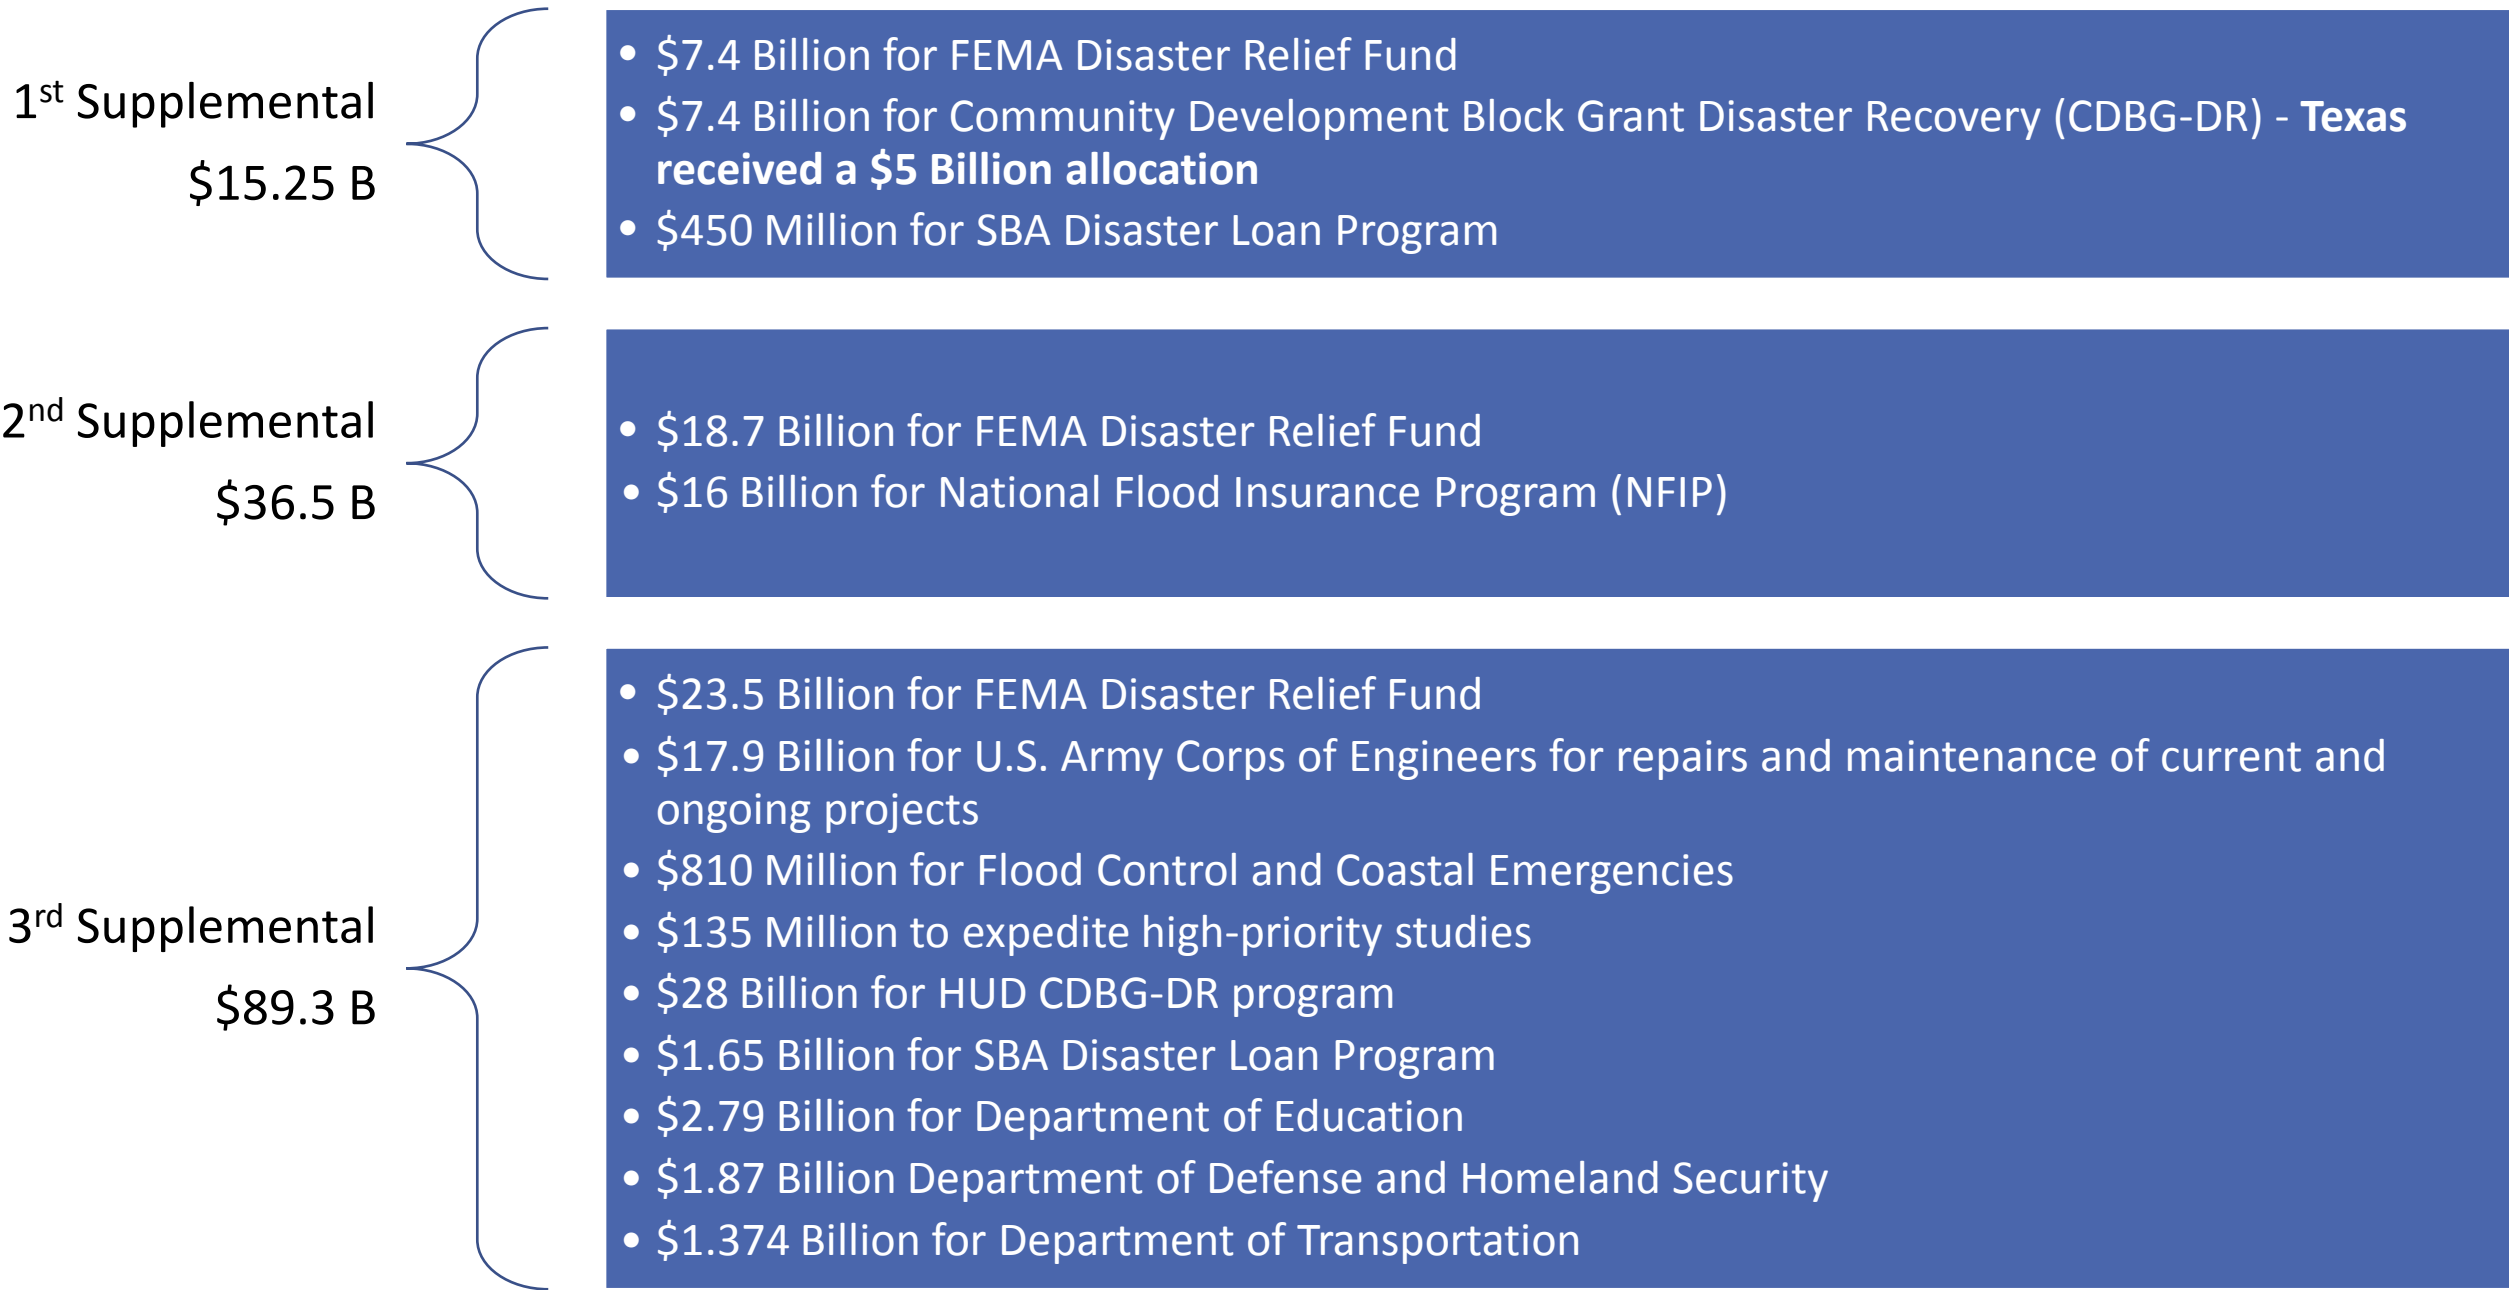 1st Supplemental
$15.25 B
• $7.4 Billion for FEMA Disaster Relief Fund
• $7.4 Billion for Community Development Block Grant Disaster Recovery (CDBG-DR) - Texas
received a $5 Billion allocation
• $450 Million for SBA Disaster Loan Program
2nd Supplemental
$36.5 B
• $18.7 Billion for FEMA Disaster Relief Fund
• $16 Billion for National Flood Insurance Program (NFIP)
3rd Supplemental
$89.3 B
• $23.5 Billion for FEMA Disaster Relief Fund
• $17.9 Billion for U.S. Army Corps of Engineers for repairs and maintenance of current and
ongoing projects
• $810 Million for Flood Control and Coastal Emergencies
• $135 Million to expedite high-priority studies
• $28 Billion for HUD CDBG-DR program
• $1.65 Billion for SBA Disaster Loan Program
• $2.79 Billion for Department of Education
• $1.87 Billion Department of Defense and Homeland Security
• $1.374 Billion for Department of Transportation